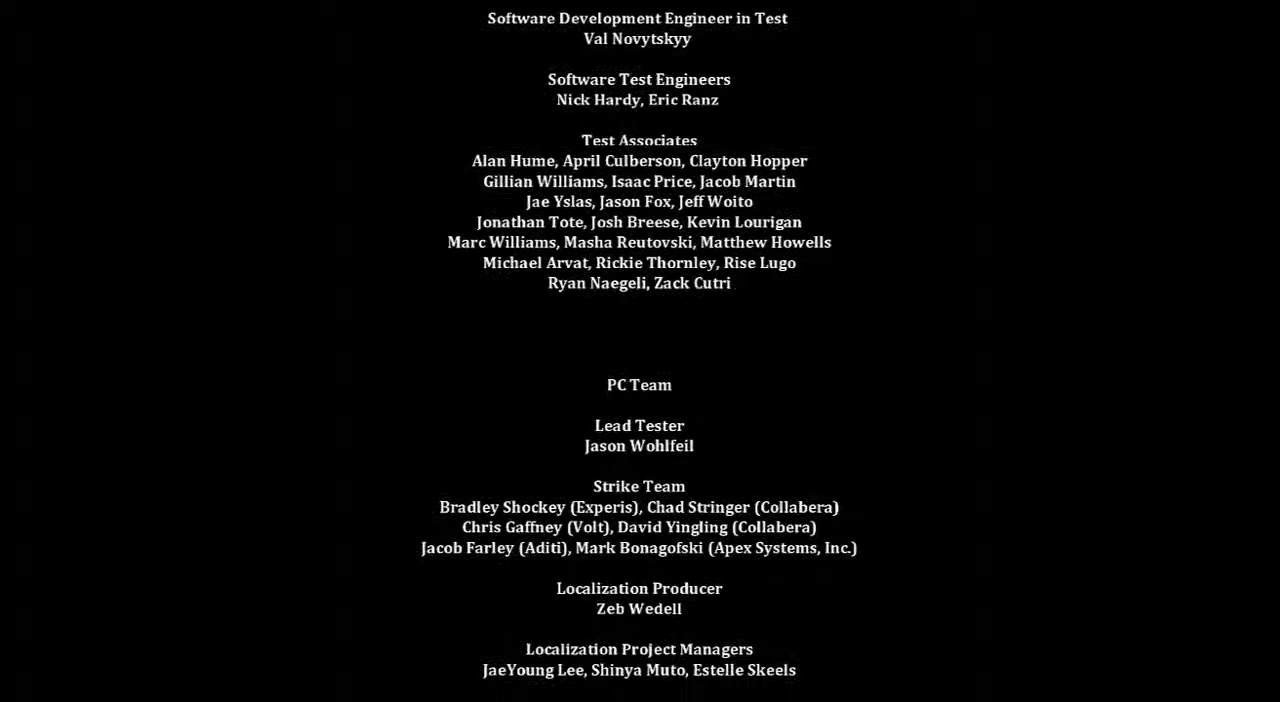 Software Development Engineer in Test
Val Novytskyy
Software Test Engineers
Nick Hardy, Eric Ranz
Test Associates
Alan Hume, April Culberson, Clayton Hopper
Gillian Williams, Isaac Price, Jacob Martin
Jae Yslas, Jason Fox, Jeff Woito
Jonathan Tote, Josh Breese, Kevin Lourigan
Marc Williams, Masha Reutovski, Matthew Howells
Michael Arvat, Rickie Thornley, Rise Lugo
Ryan Naegeli, Zack Cutri
PC Team
Lead Tester
Jason Wohlfeil
Strike Team
Bradley Shockey (Experis), Chad Stringer (Collabera)
Chris Gaffney (Volt), David Yingling (Collabera)
Jacob Farley (Aditi), Mark Bonagofski (Apex Systems, Inc.)
Localization Producer
Zeb Wedell
Localization Project Managers
JaeYoung Lee, Shinya Muto, Estelle Skeels